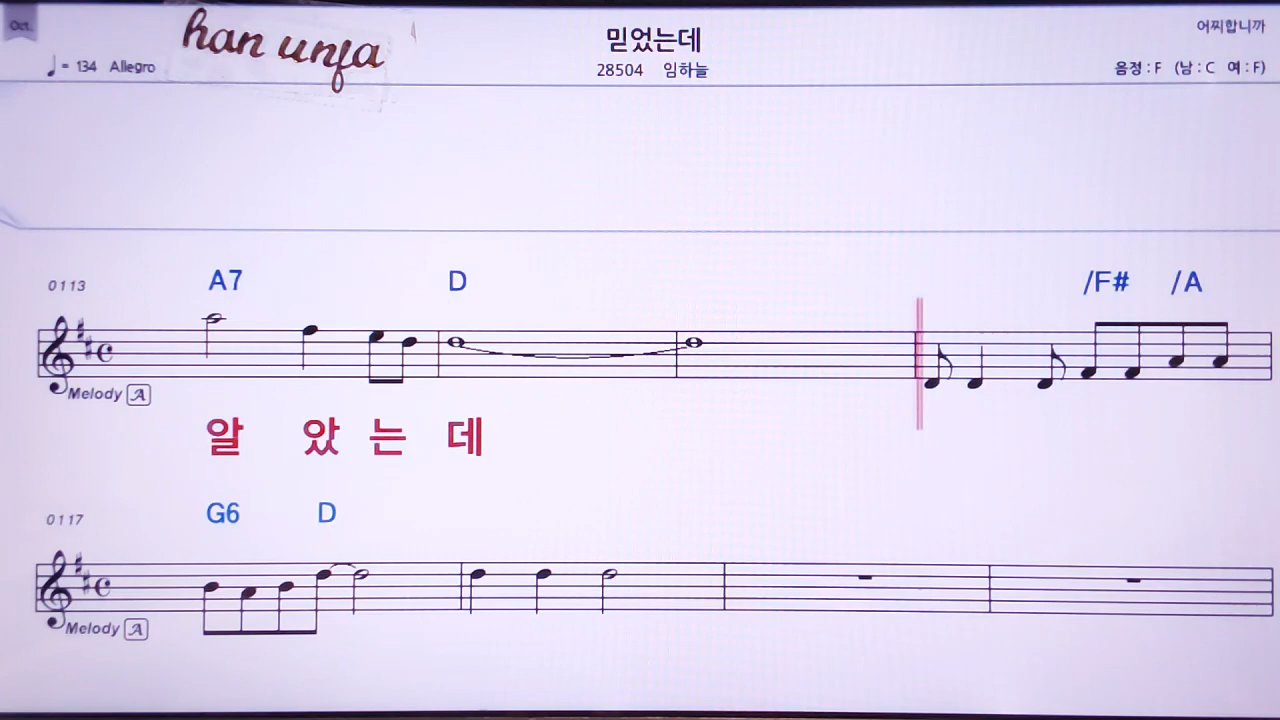 Oct.
han unja
믿었는데
어찌합니까
♩= 134 Allegro
28504 임하늘
음정 : F (남 : C 여 : F)
0113 A7 D /F# /A
Melody A
알 았 는 데
0117 G6 D
Melody A